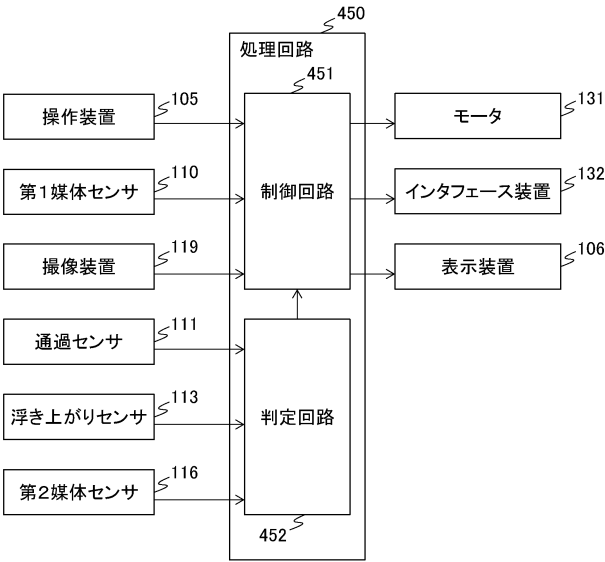 450
処理回路
451
操作装置
105
第1媒体センサ
110
撮像装置
119
制御回路
モータ
131
インタフェース装置
132
表示装置
106
通過センサ
111
浮き上がりセンサ
113
第2媒体センサ
116
判定回路
452